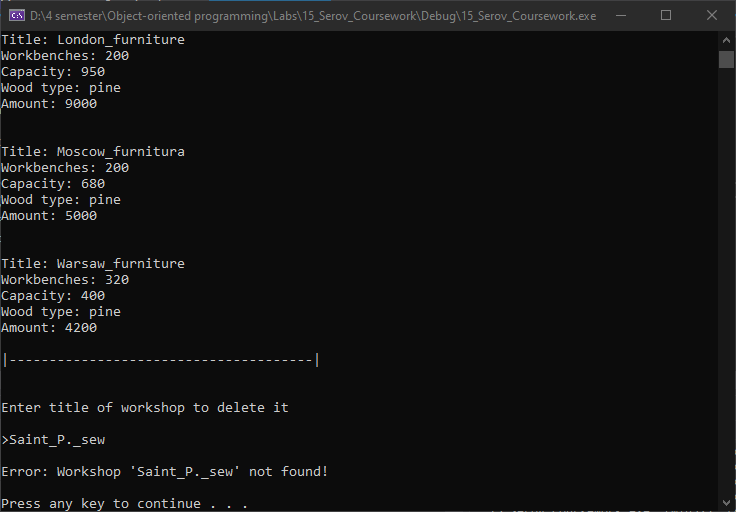 D:\4 semester\Object-oriented programming\Labs\15_Serov_Coursework\Debug\15_Serov_Coursework.exe
Title: London_furniture
Workbenches: 200
Capacity: 950
Wood type: pine
Amount: 9000
Title: Moscow_furnitura
Workbenches: 200
Capacity: 680
Wood type: pine
Amount: 5000
Title: Warsaw_furniture
Workbenches: 320
Capacity: 400
Wood type: pine
Amount: 4200
|--------------------------------------|
Enter title of workshop to delete it
>Saint_P._sew
Error: Workshop 'Saint_P._sew' not found!
Press any key to continue . . .